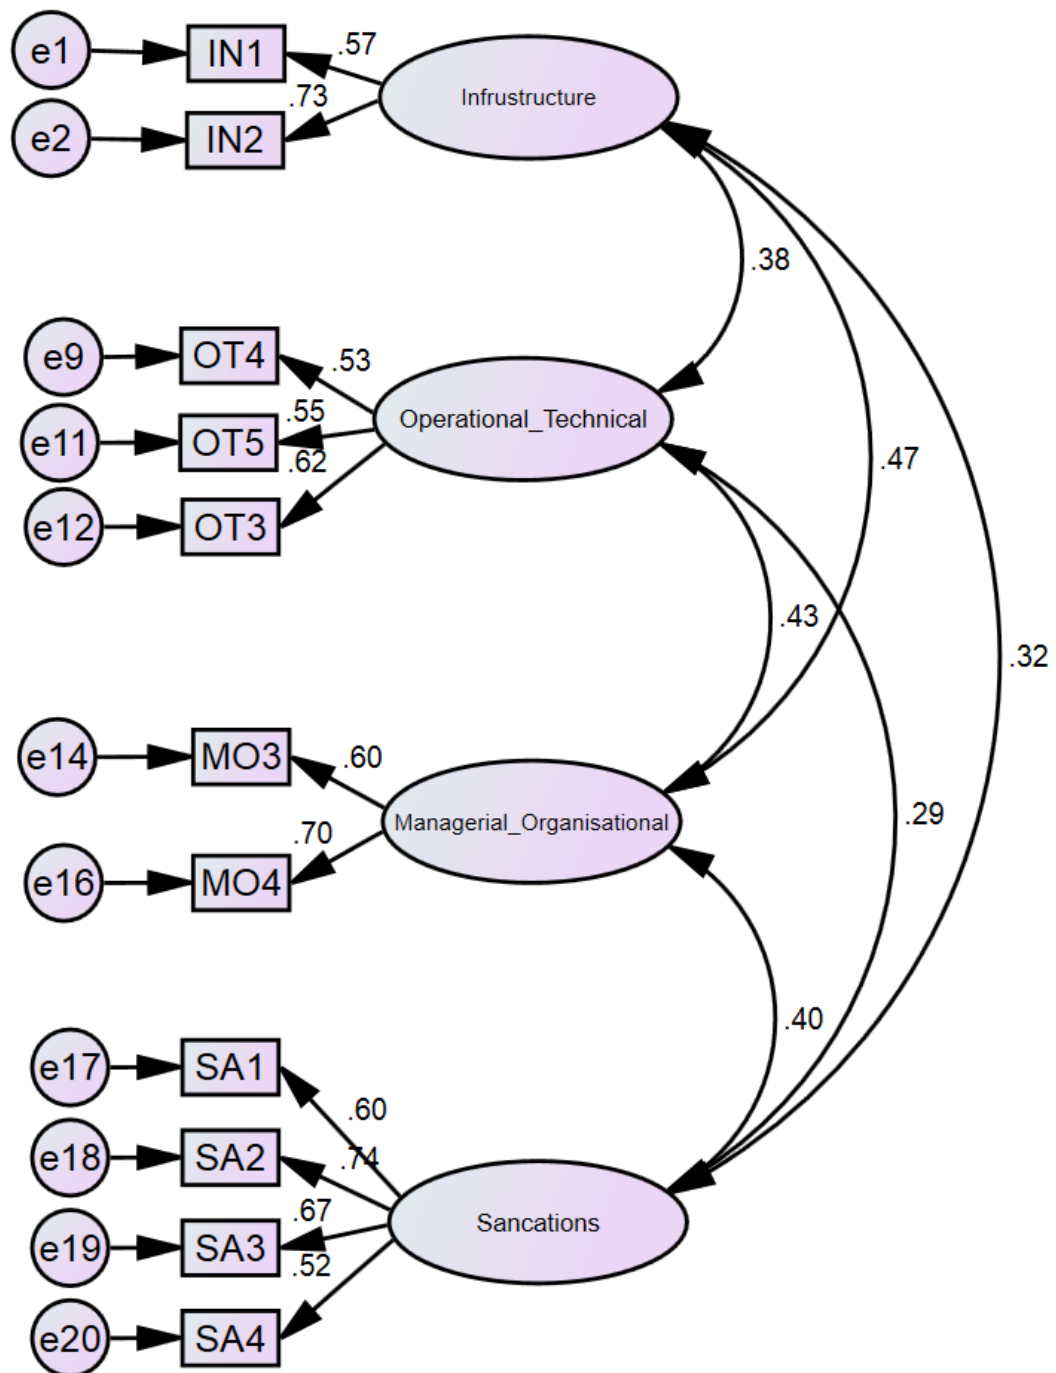 e1
IN1
.57
Infrustructure
.73
e2
IN2
.38
e9
OT4
.53
.55
Operational_Technical
e11
OT5
.62
.47
e12
OT3
.43
.32
e14
MO3
.60
Managerial_Organisational
.29
.70
e16
MO4
.40
e17
SA1
.60
e18
SA2
.74
.67
Sancations
e19
SA3
.52
e20
SA4